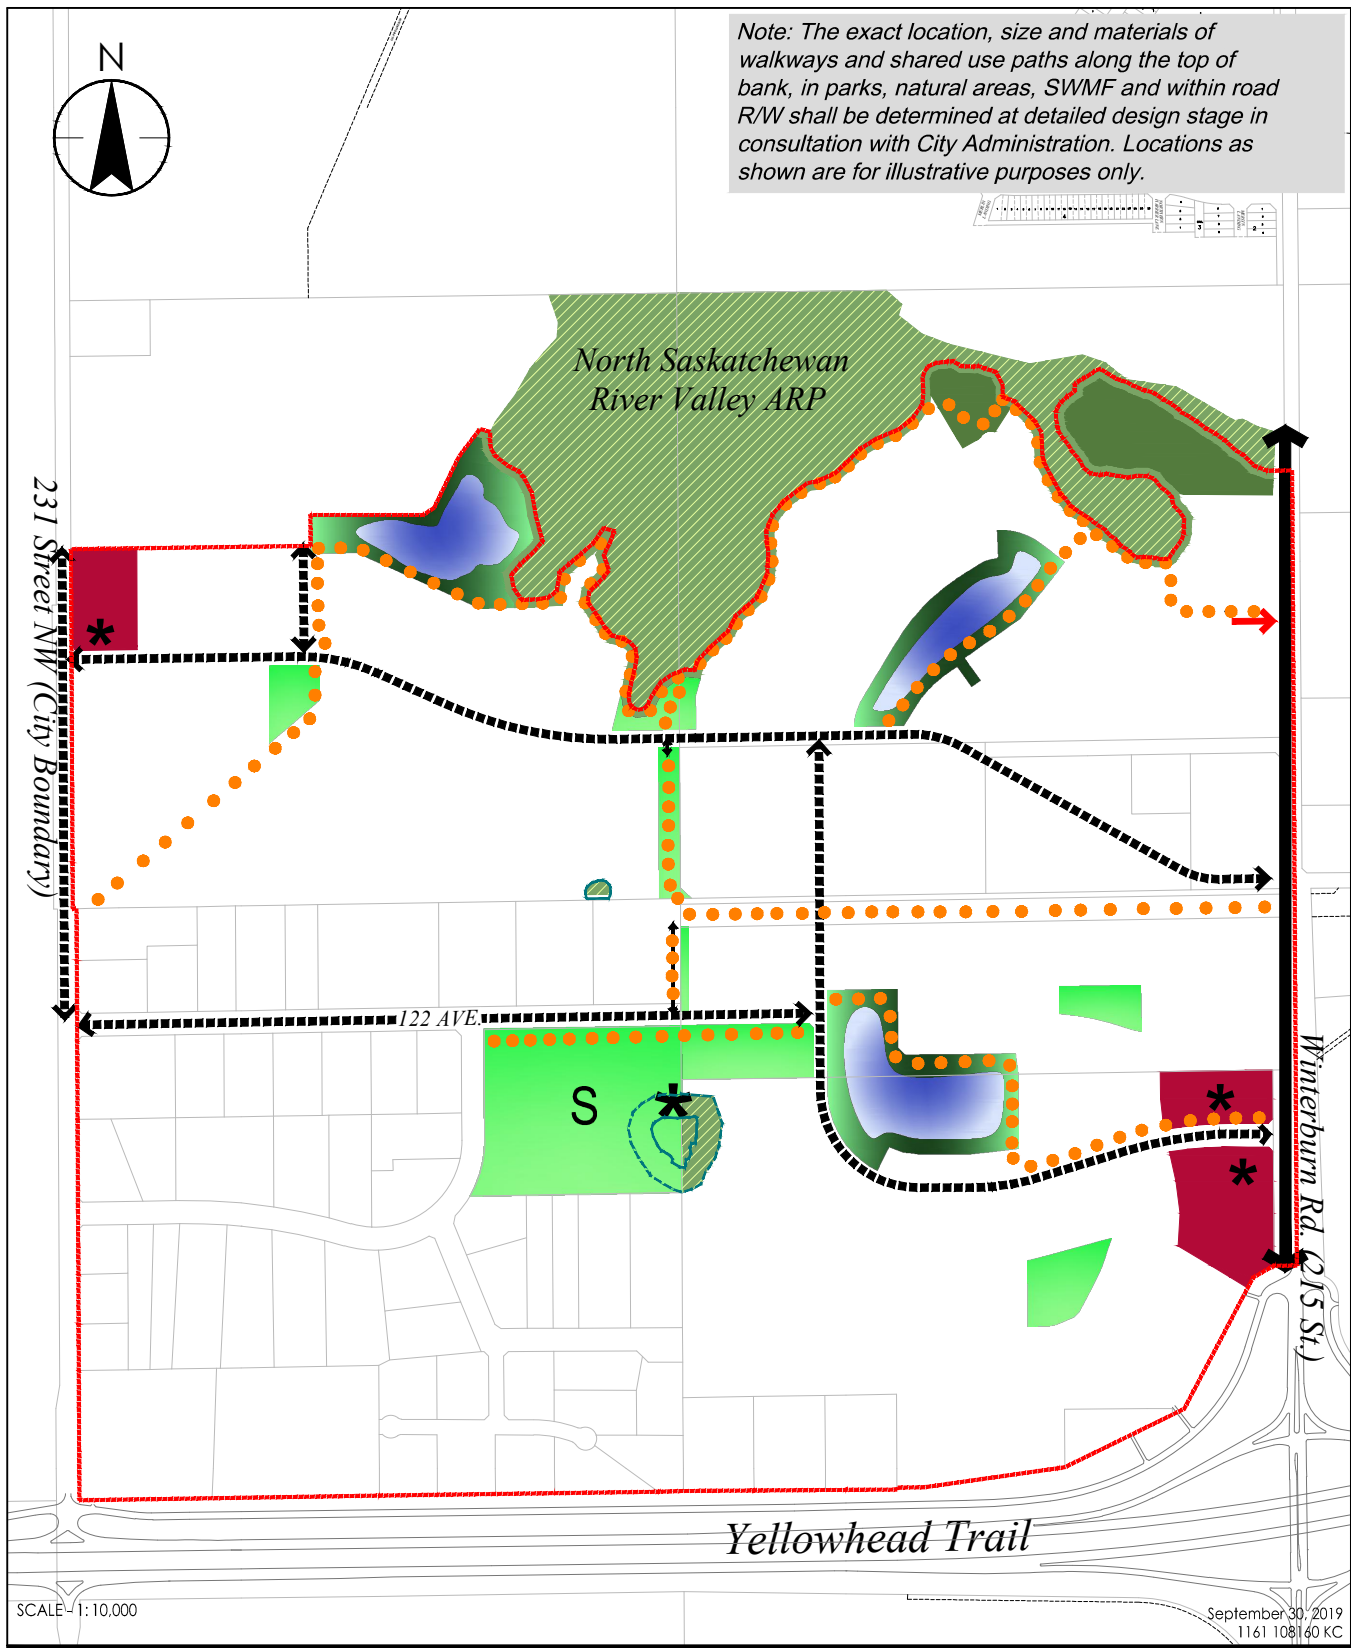 Note: The exact location, size and materials of
walkways and shared use paths along the top of
bank, in parks, natural areas, SWMF and within road
R/W shall be determined at detailed design stage in
consultation with City Administration. Locations as
shown are for illustrative purposes only.
N
4
3
2
North Saskatchewan
River Valley ARP
231 Street NW (City Boundary)
*
122 AVE.
S
*
*
*
Winterburn Rd. (215 St.)
Yellowhead Trail
SCALE - 1:10,000
September 30, 2019
1161 108160 KC